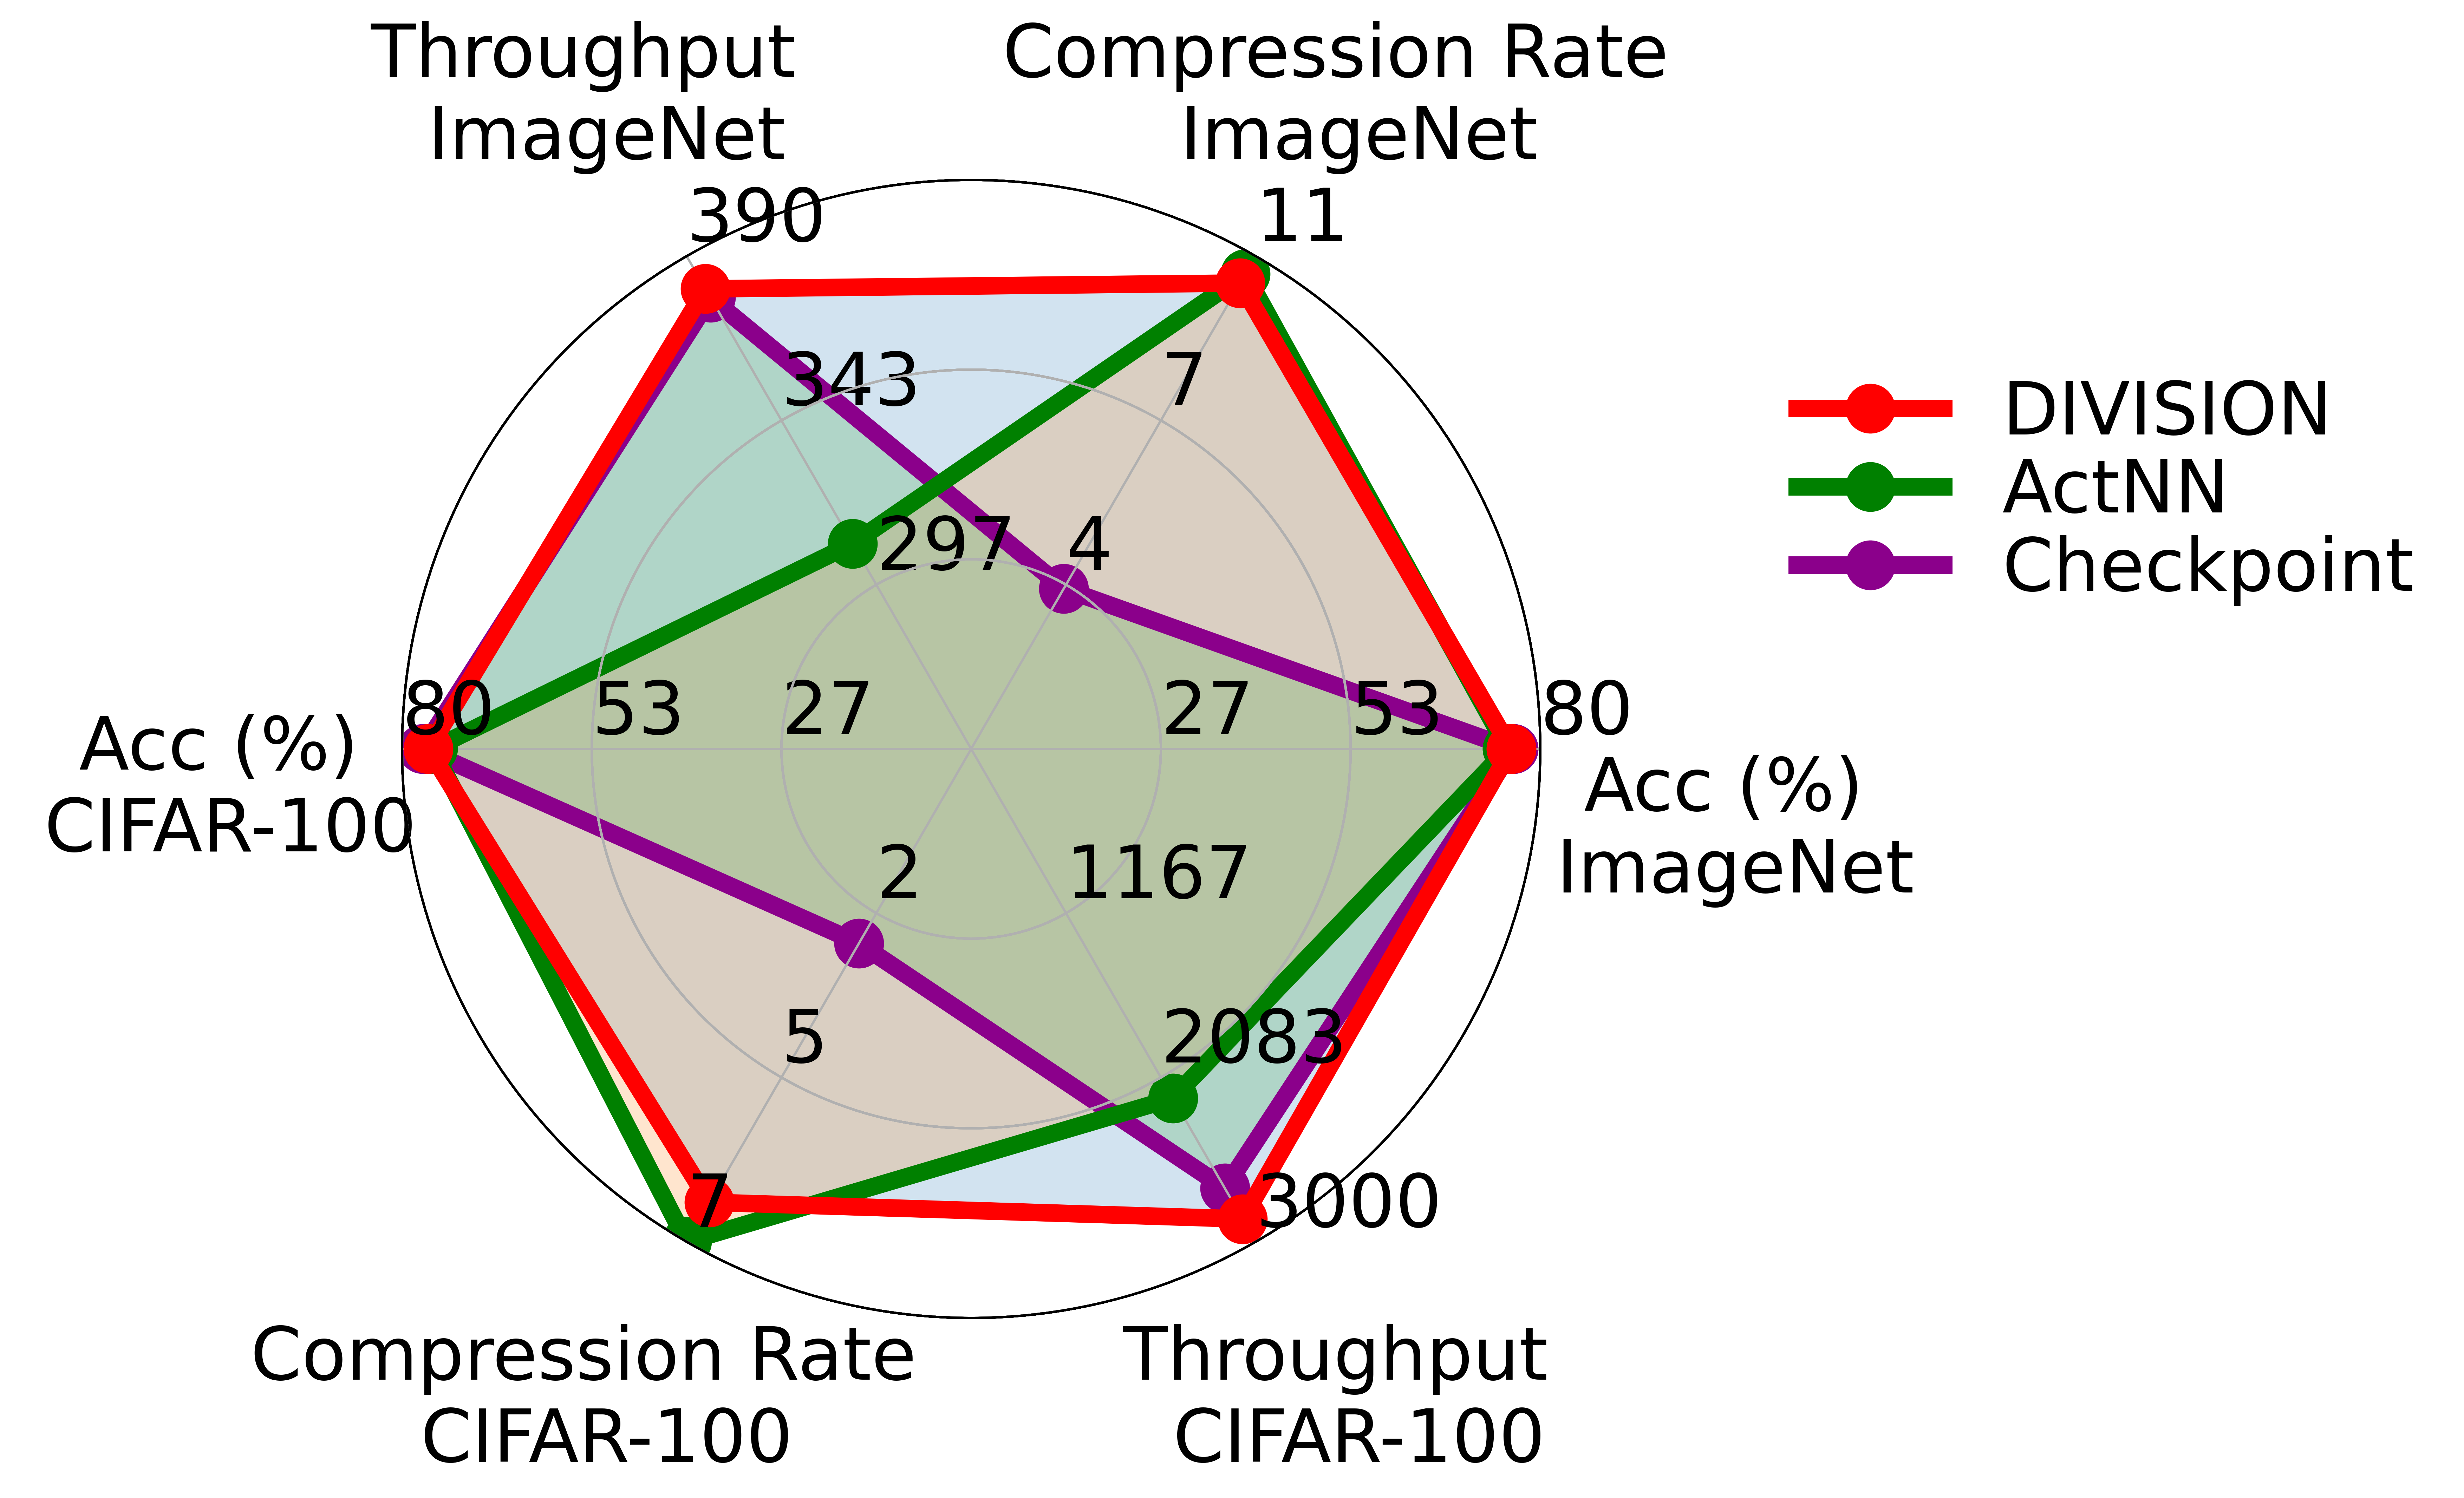 Throughput
ImageNet
Compression Rate
ImageNet
390
11
343
7
297
4
DIVISION
ActNN
Checkpoint
80
53
27
27
53
80
Acc (%)
CIFAR-100
Acc (%)
ImageNet
2
1167
5
2083
7
3000
Compression Rate
CIFAR-100
Throughput
CIFAR-100